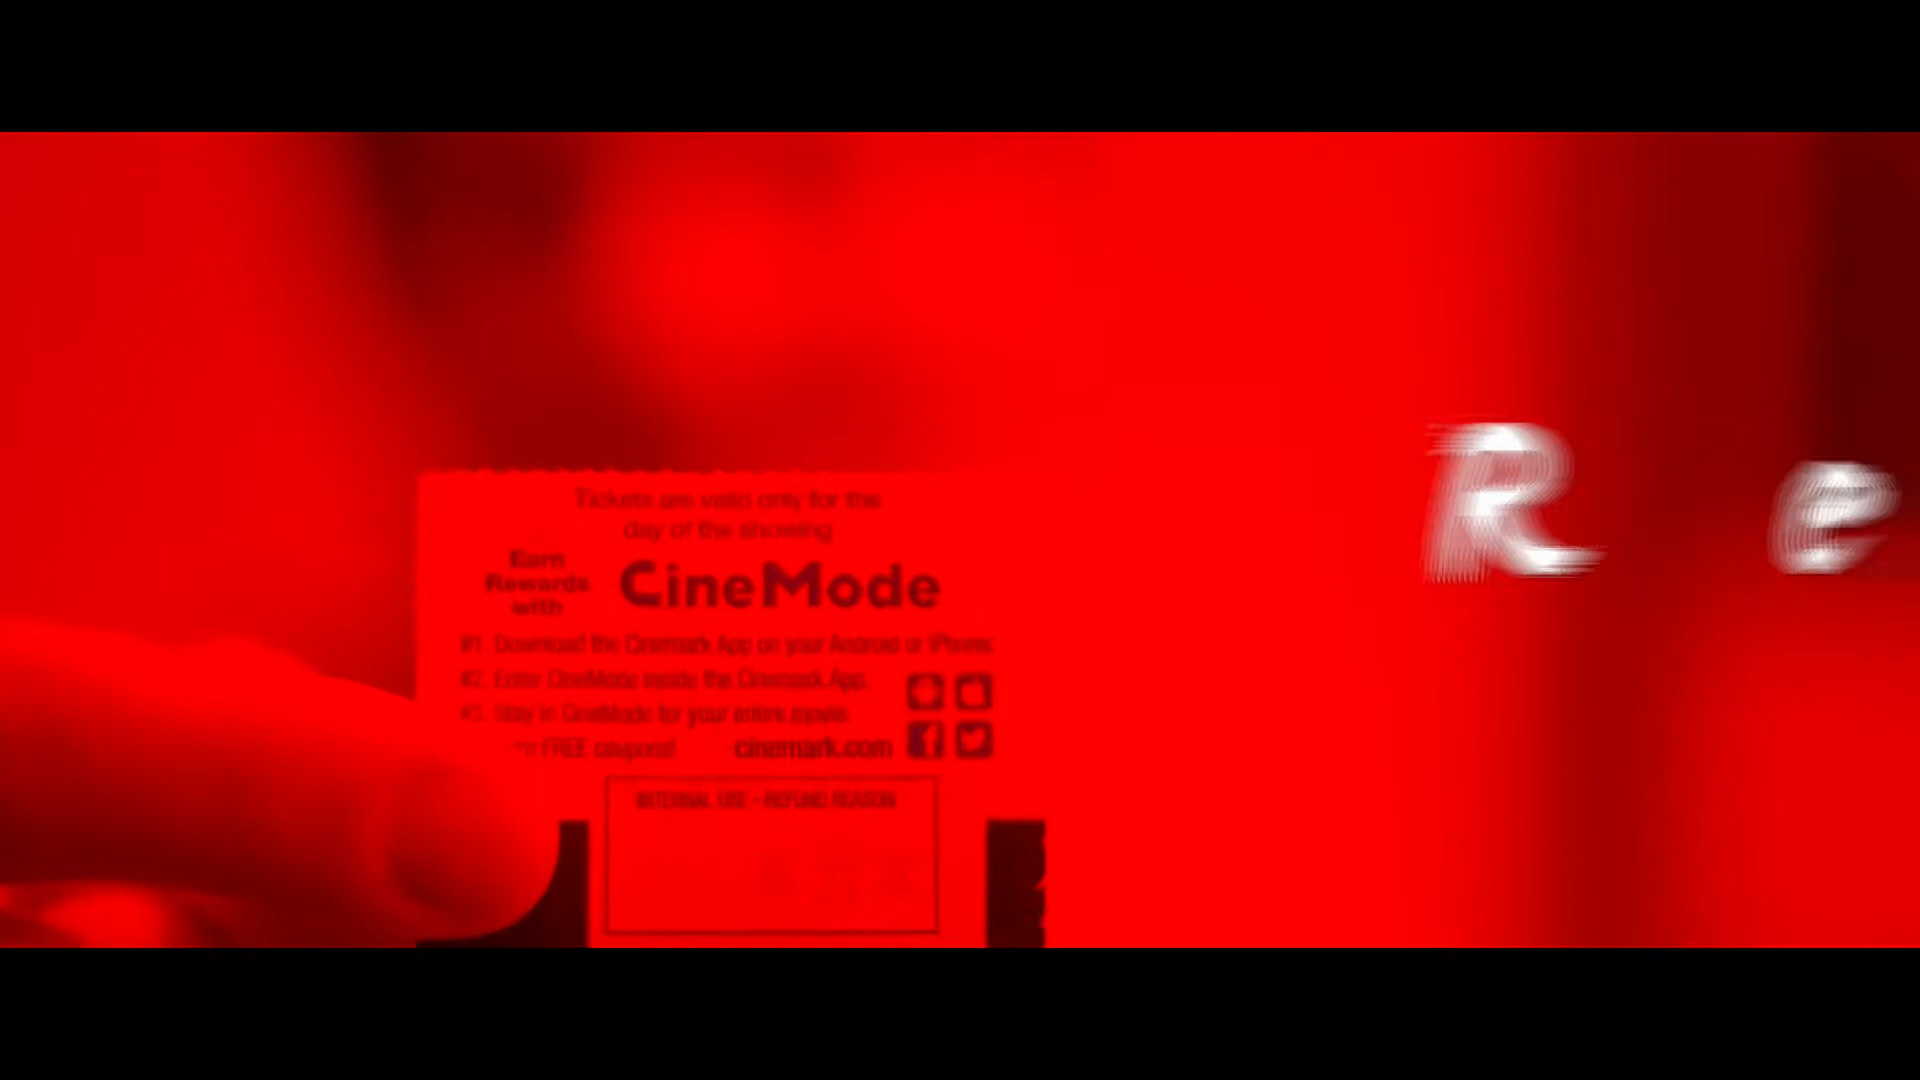 Tickets are valid only for the
day of the showing
Earn
Rewards
with
CineMode
#1. Download the Cinemark App on your Android or iPhone.
#2. Enter CineMode inside the Cinemark App.
#3. Stay in CineMode for your entire movie
FREE coupons!
cinemark.com
INTERNAL USE - REFUND REASON
R e